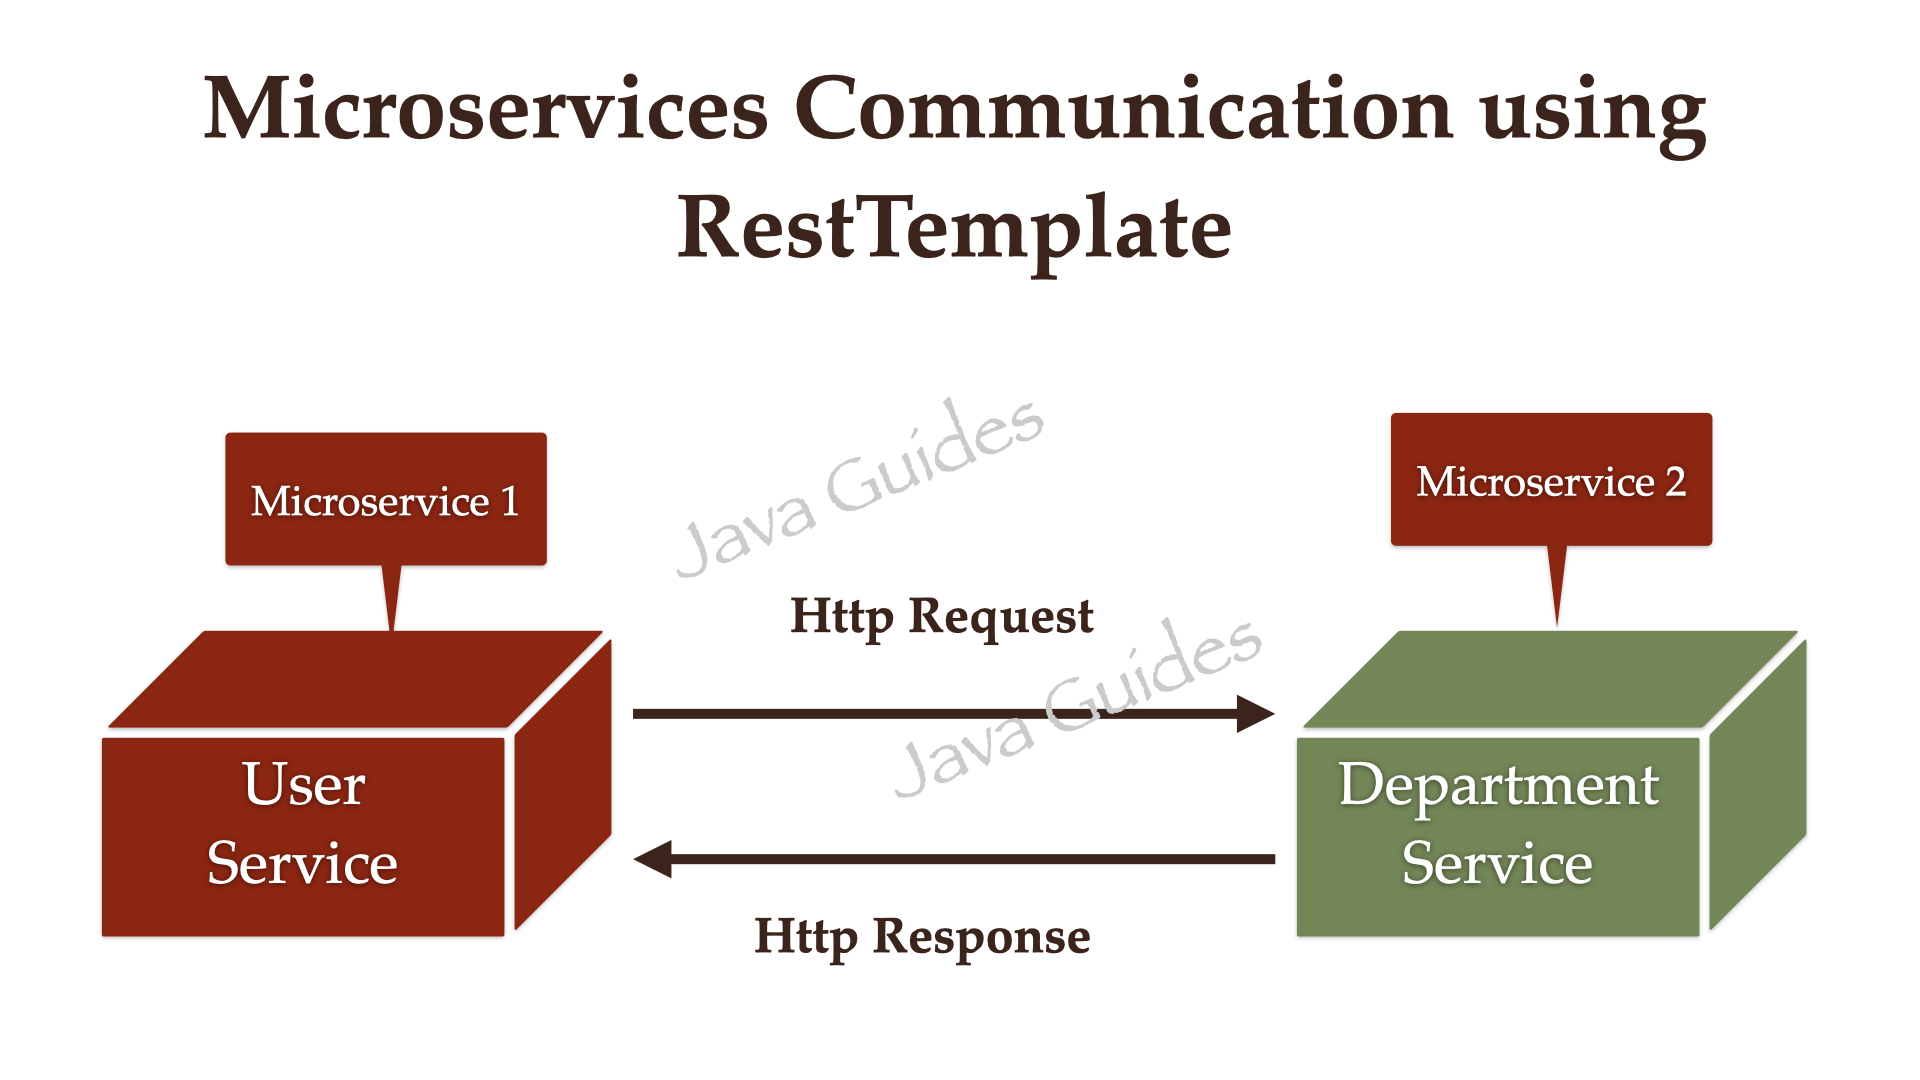 Microservices Communication using
RestTemplate
Microservice 1
Microservice 2
Java Guides
Http Request
Java Guides
User
Service
Department
Service
Http Response